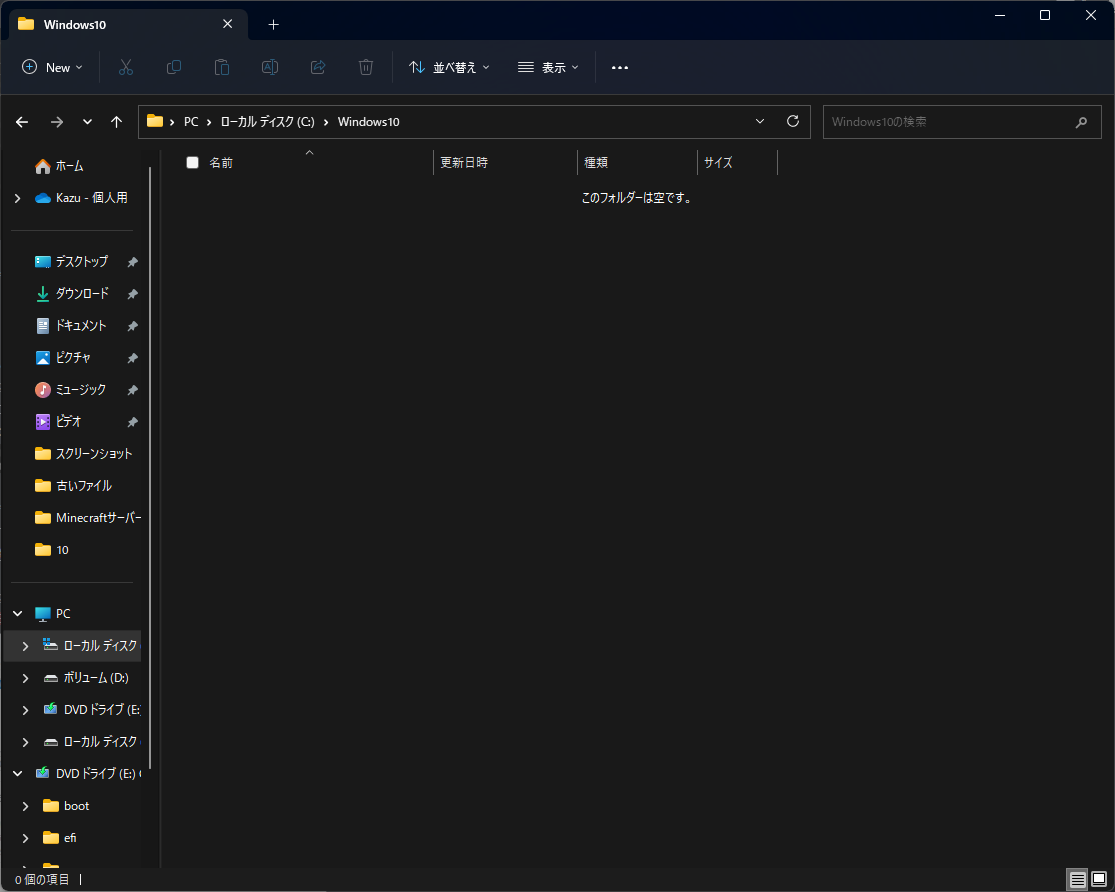 Windows10
New
並べ替え
表示
PC
ローカル ディスク (C:)
Windows10
Windows10の検索
ホーム
Kazu - 個人用
デスクトップ
ダウンロード
ドキュメント
ピクチャ
ミュージック
ビデオ
スクリーンショット
古いファイル
Minecraftサーバー
10
PC
ローカル ディスク
ボリューム (D:)
DVD ドライブ (E:
ローカル ディスク
DVD ドライブ (E:)
boot
efi
名前
更新日時
種類
サイズ
このフォルダーは空です。
0 個の項目